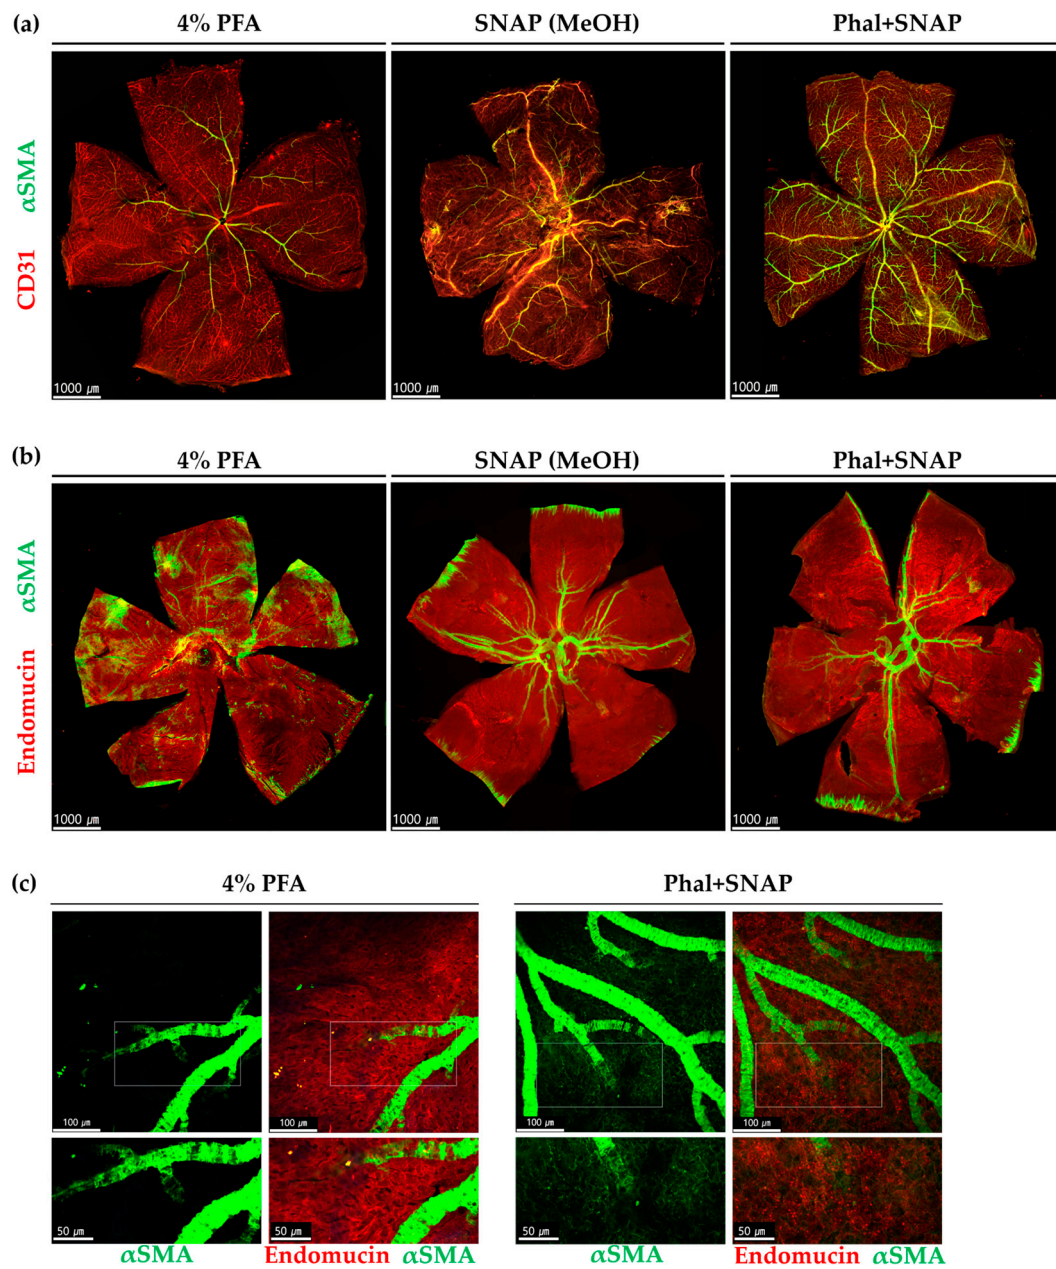 (a)
4% PFA
SNAP (MeOH)
Phal+SNAP
CD31 αSMA
1000 µm
1000 µm
1000 µm
(b)
4% PFA
SNAP (MeOH)
Phal+SNAP
Endomucin αSMA
1000 µm
1000 µm
1000 µm
(c)
4% PFA
Phal+SNAP
100 µm
100 µm
100 µm
100 µm
50 µm
50 µm
50 µm
50 µm
αSMA
Endomucin αSMA
αSMA
Endomucin αSMA